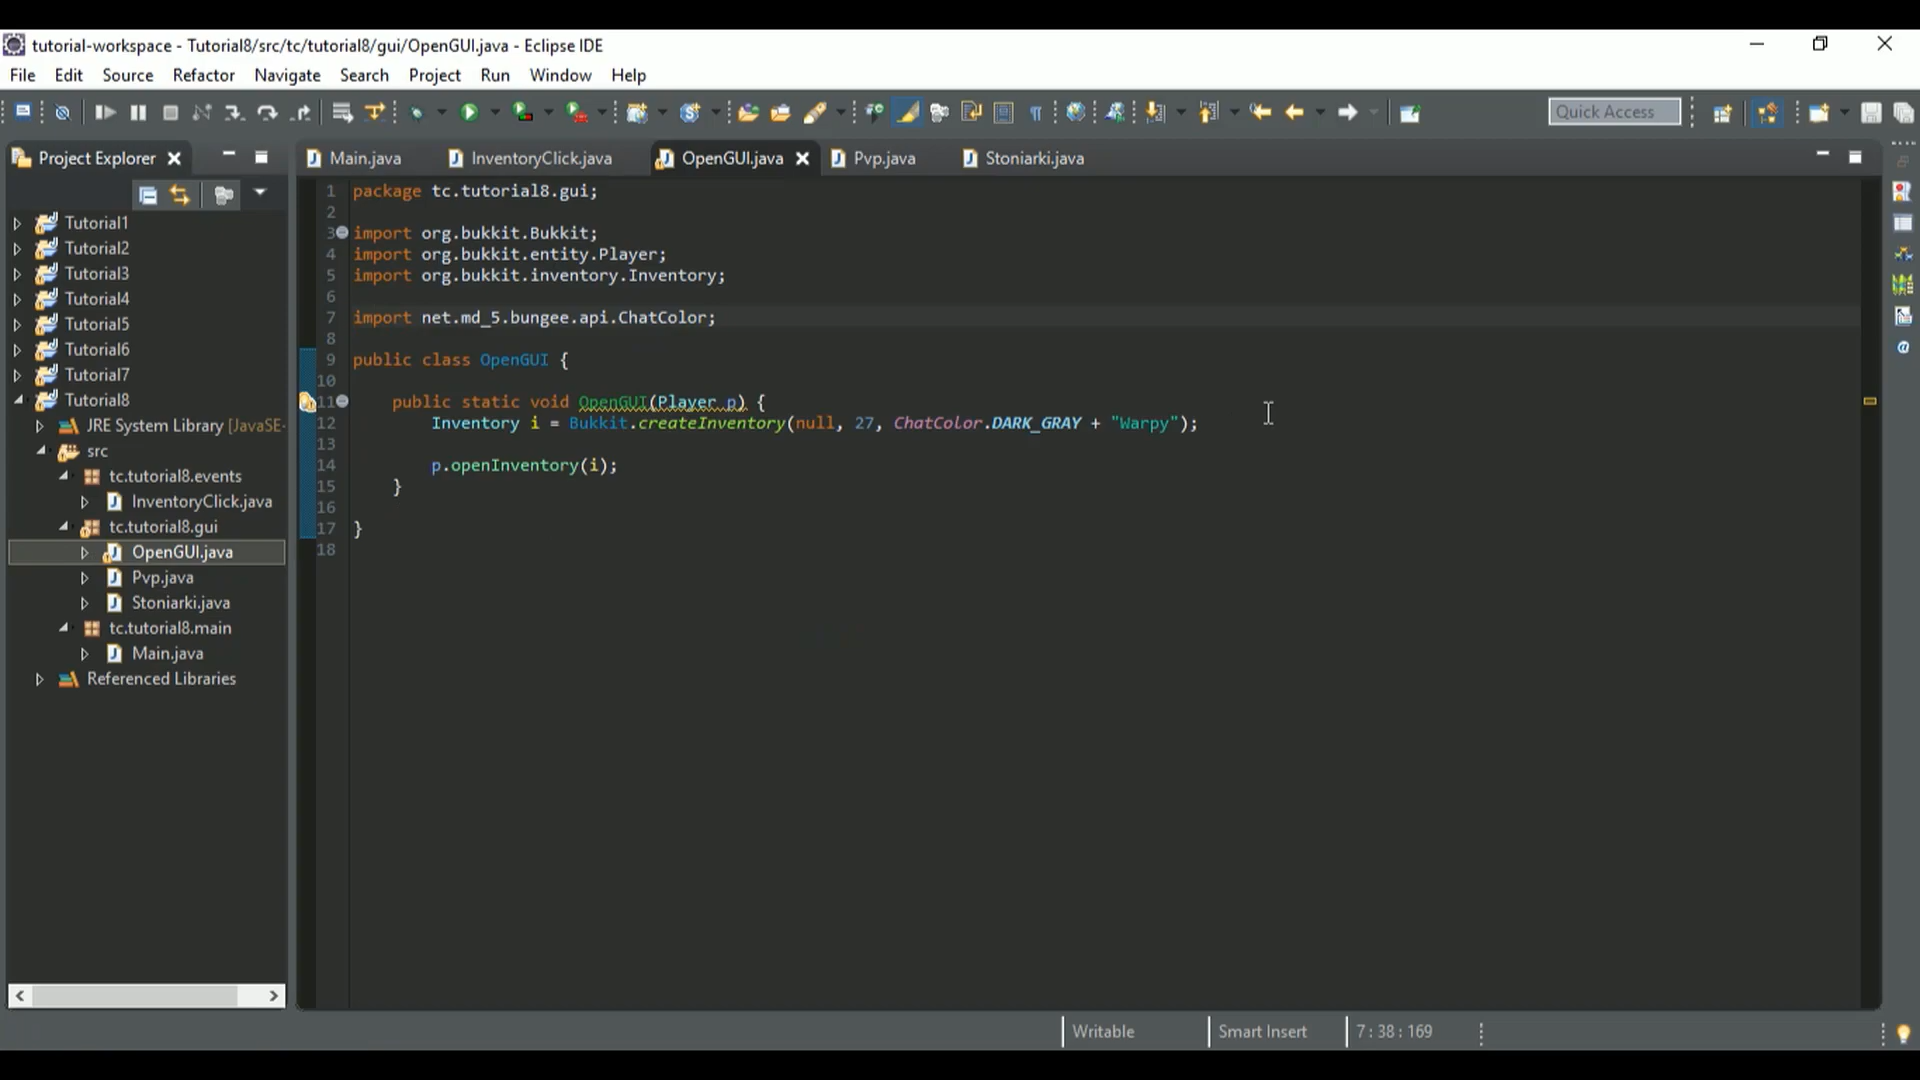 tutorial-workspace - Tutorial8/src/tc/tutorial8/gui/OpenGUI.java - Eclipse IDE
File Edit Source Refactor Navigate Search Project Run Window Help
Quick Access
Project Explorer
Main.java InventoryClick.java OpenGUI.java Pvp.java Stoniarki.java
Tutorial1
Tutorial2
Tutorial3
Tutorial4
Tutorial5
Tutorial6
Tutorial7
Tutorial8
JRE System Library [JavaSE-
src
tc.tutorial8.events
InventoryClick.java
tc.tutorial8.gui
OpenGUI.java
Pvp.java
Stoniarki.java
tc.tutorial8.main
Main.java
Referenced Libraries
1 package tc.tutorial8.gui;
2
3 import org.bukkit.Bukkit;
4 import org.bukkit.entity.Player;
5 import org.bukkit.inventory.Inventory;
6
7 import net.md_5.bungee.api.ChatColor;
8
9 public class OpenGUI {
10
11 public static void OpenGUI(Player p) {
12 Inventory i = Bukkit.createInventory(null, 27, ChatColor.DARK_GRAY + "Warpy");
13
14 p.openInventory(i);
15 }
16
17 }
18
Writable Smart Insert 7 : 38 : 169